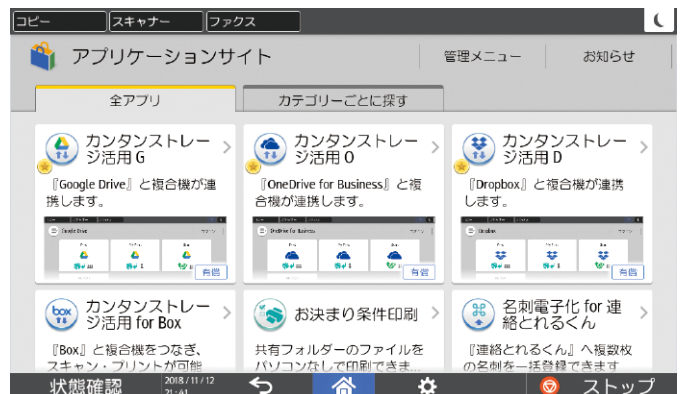 コピー
スキャナー
ファクス
アプリケーションサイト
管理メニュー
お知らせ
全アプリ
カテゴリーごとに探す
カンタンストレー
ジ活用 G
『Google Drive』と複合機が連
携します。
有償
カンタンストレー
ジ活用 O
『OneDrive for Business』と複
合機が連携します。
有償
カンタンストレー
ジ活用 D
『Dropbox』と複合機が連携
します。
有償
box
カンタンストレー
ジ活用 for Box
『Box』と複合機をつなぎ、
スキャン・プリントが可能
お決まり条件印刷
共有フォルダーのファイルを
パソコンなしで印刷できま...
名刺電子化 for 連
絡とれるくん
『連絡とれるくん』へ複数枚
の名刺を一括登録できます
状態確認
2018/11/12
ストップ